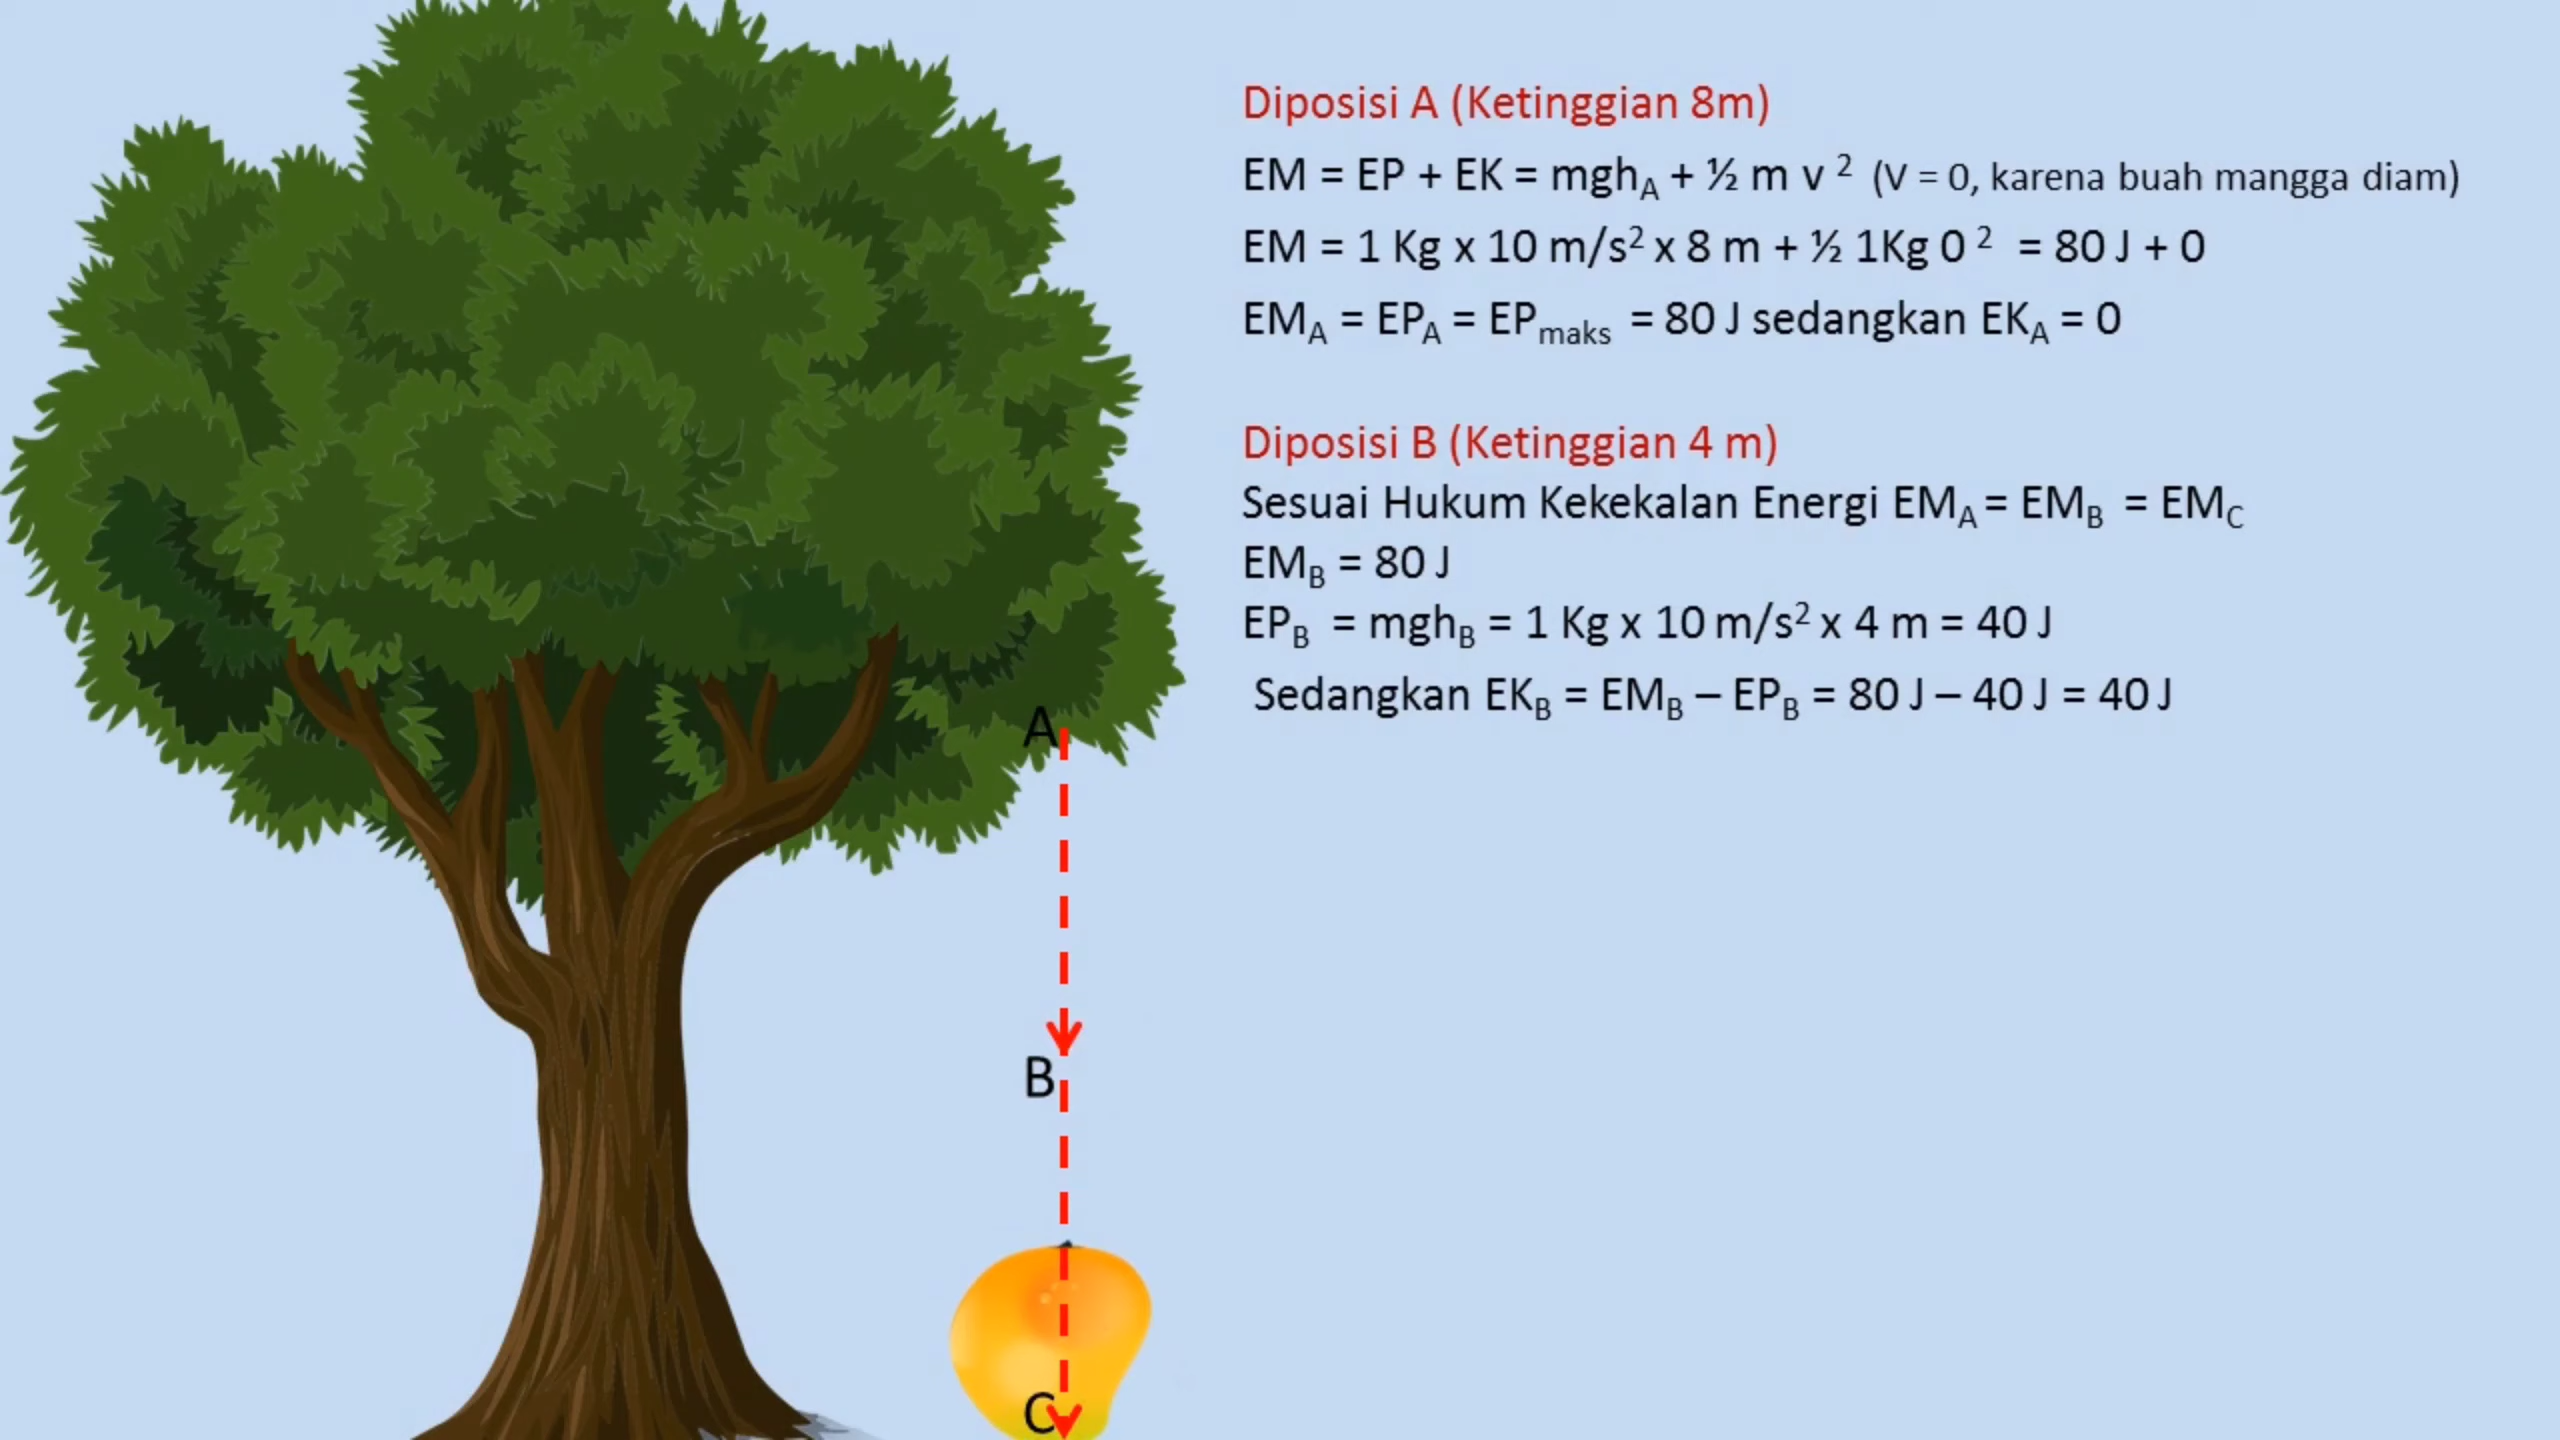 Diposisi A (Ketinggian 8m)
EM = EP + EK = mghA + ½ m v ² (V = 0, karena buah mangga diam)
EM = 1 Kg x 10 m/s² x 8 m + ½ 1Kg 0 ² = 80 J + 0
EMA = EPA = EPmaks = 80 J sedangkan EKA = 0
Diposisi B (Ketinggian 4 m)
Sesuai Hukum Kekekalan Energi EMA = EMB = EMC
EMB = 80 J
EPB = mghB = 1 Kg x 10 m/s² x 4 m = 40 J
Sedangkan EKB = EMB – EPB = 80 J – 40 J = 40 J
A
B
C